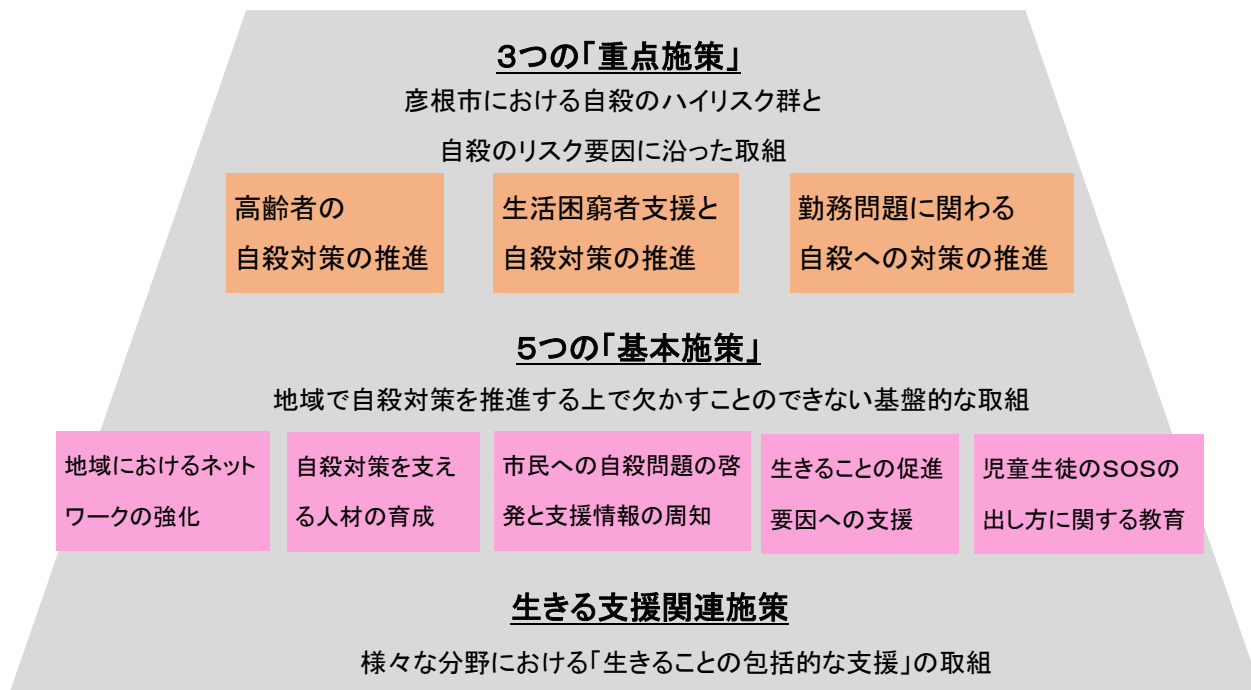 3つの「重点施策」
彦根市における自殺のハイリスク群と
自殺のリスク要因に沿った取組
高齢者の
自殺対策の推進
生活困窮者支援と
自殺対策の推進
勤務問題に関わる
自殺への対策の推進
5つの「基本施策」
地域で自殺対策を推進する上で欠かすことのできない基盤的な取組
地域におけるネット
ワークの強化
自殺対策を支え
る人材の育成
市民への自殺問題の啓
発と支援情報の周知
生きることの促進
要因への支援
児童生徒のSOSの
出し方に関する教育
生きる支援関連施策
様々な分野における「生きることの包括的な支援」の取組